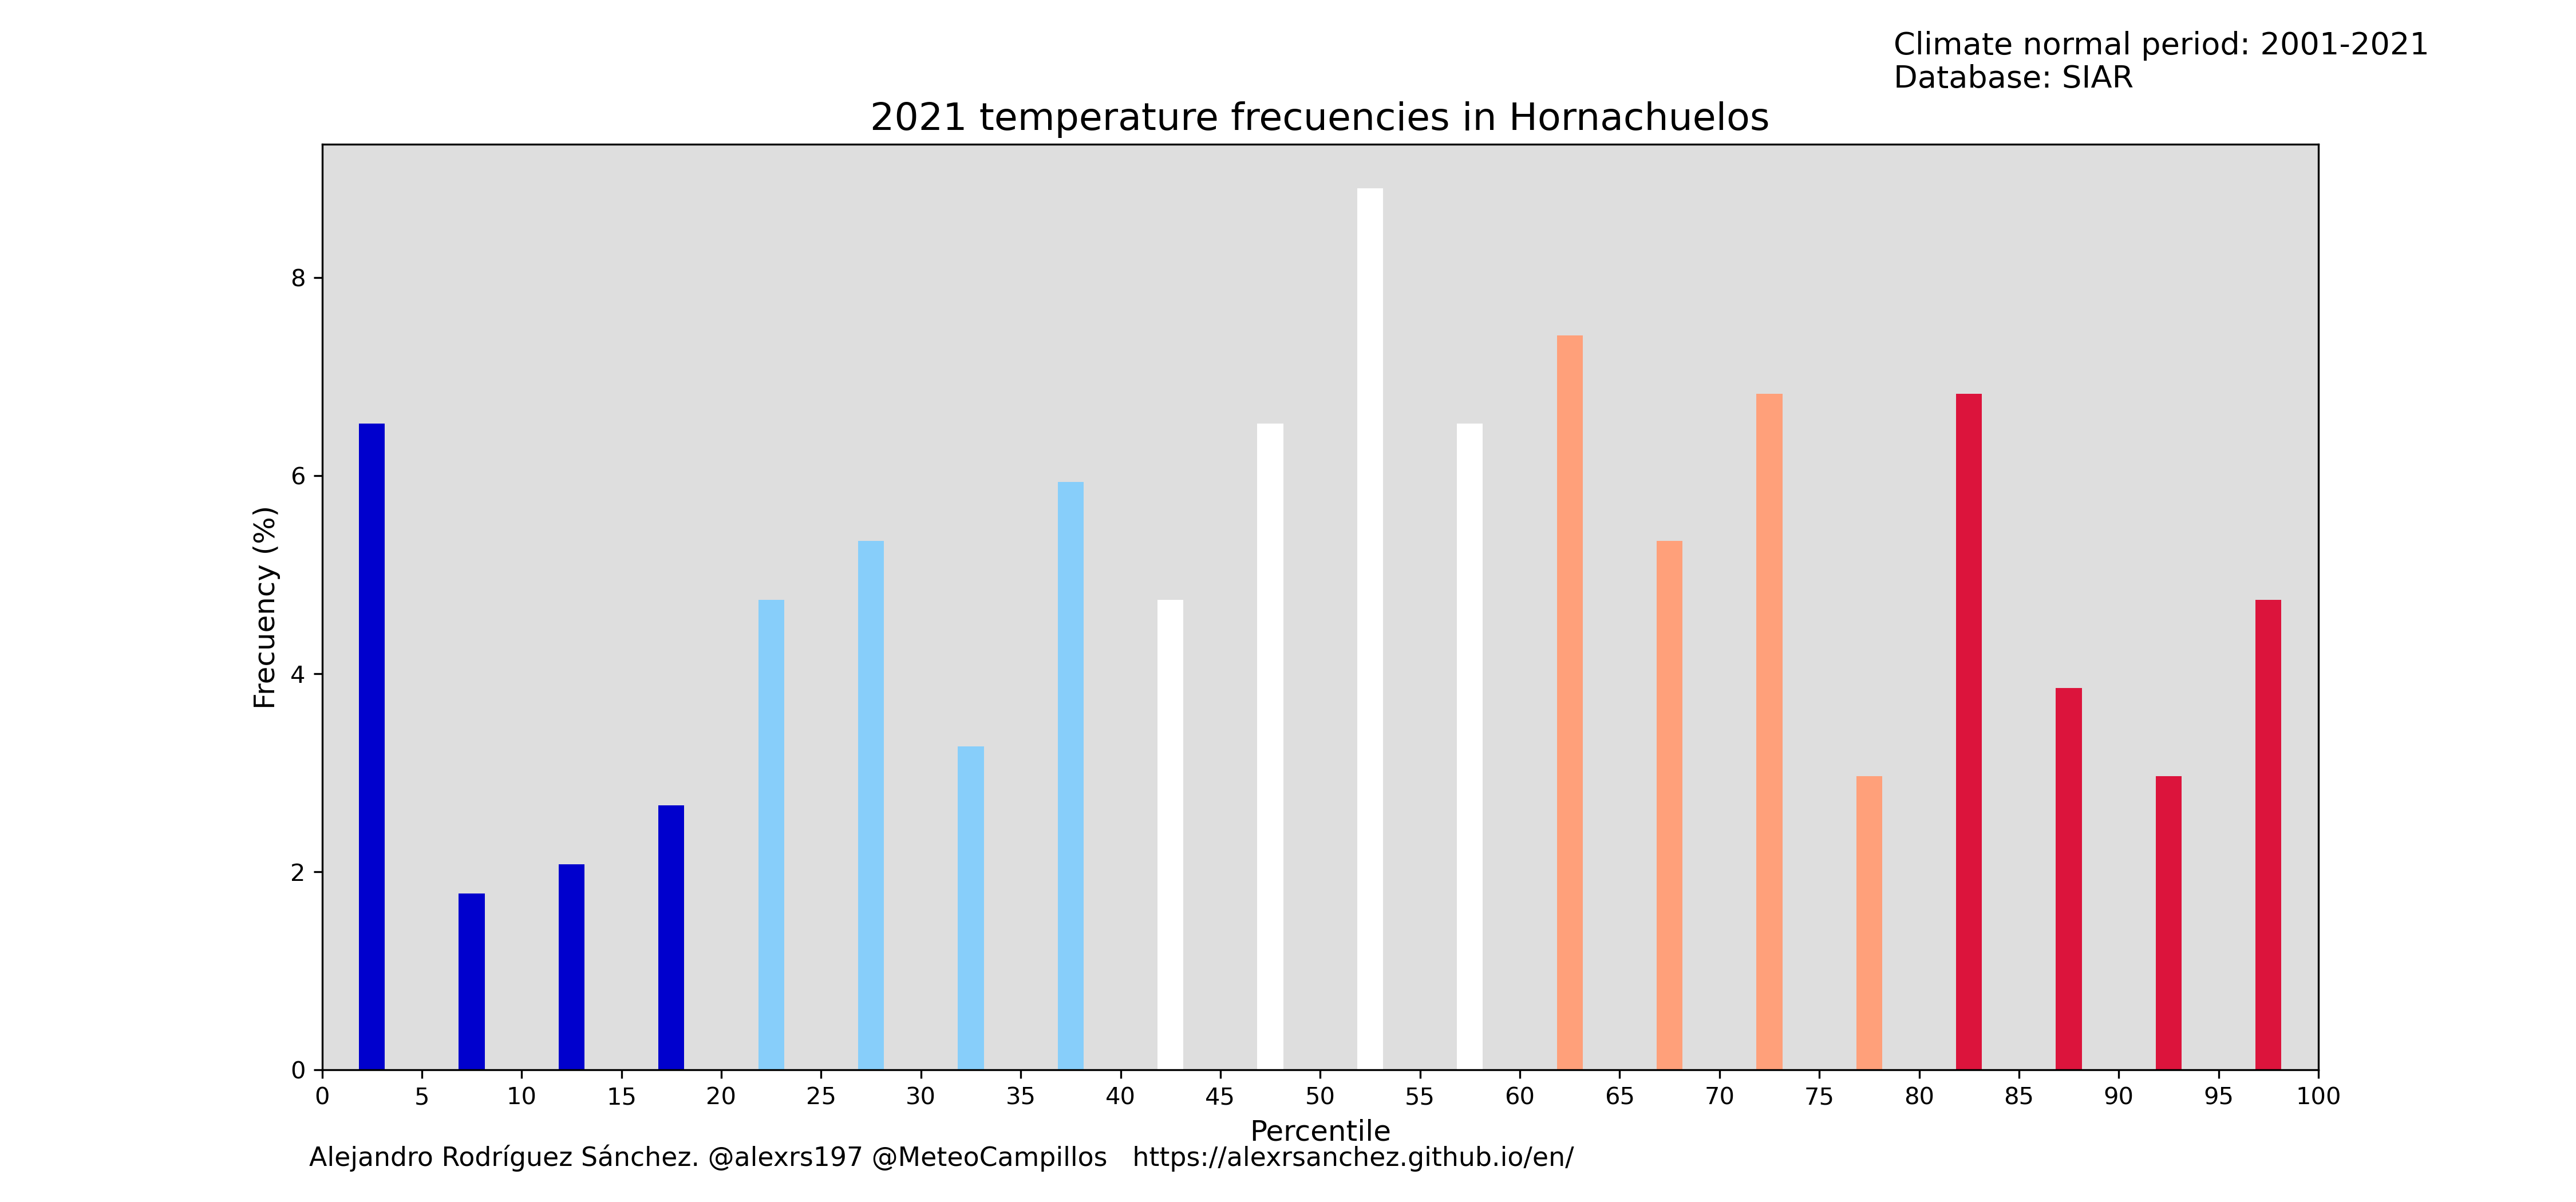 Climate normal period: 2001-2021
Database: SIAR
2021 temperature frecuencies in Hornachuelos
Frecuency (%)
8
6
4
2
0
0 5 10 15 20 25 30 35 40 45 50 55 60 65 70 75 80 85 90 95 100
Percentile
Alejandro Rodríguez Sánchez. @alexrs197 @MeteoCampillos https://alexrsanchez.github.io/en/